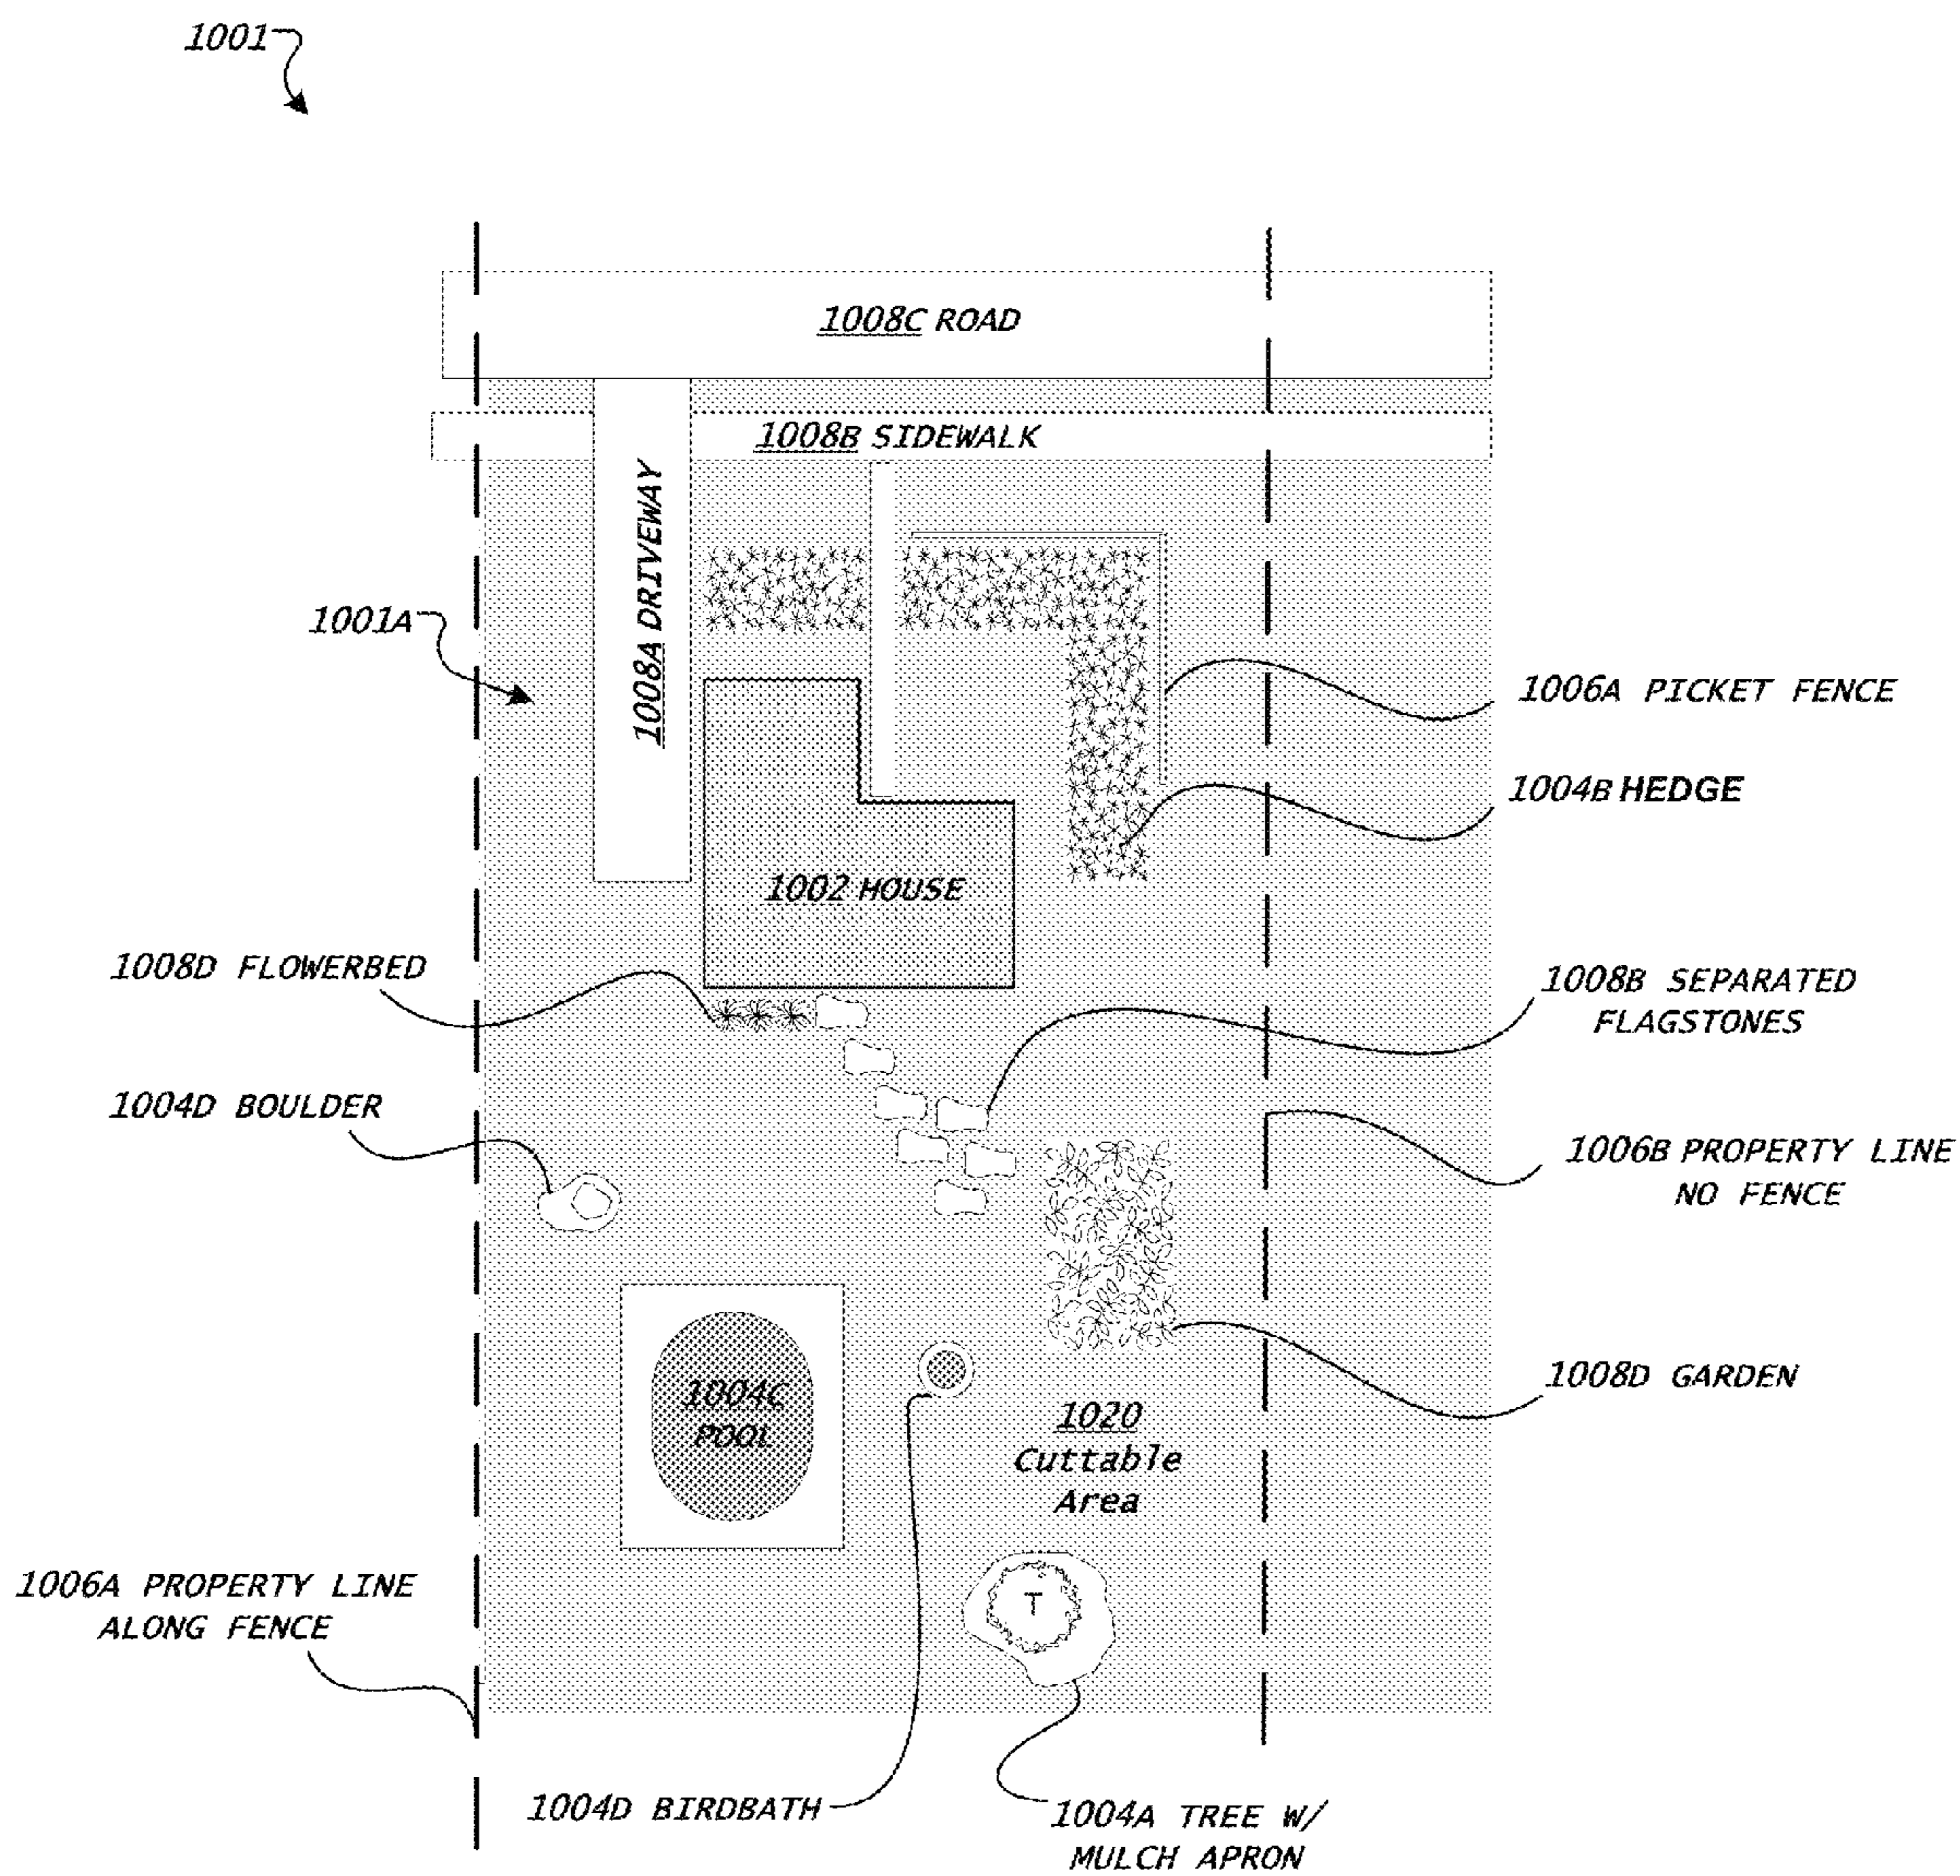 1001
1008C ROAD
1008B SIDEWALK
1008A DRIVEWAY
1001A
1006A PICKET FENCE
1004B HEDGE
1002 HOUSE
1008D FLOWERBED
1008B SEPARATED
FLAGSTONES
1004D BOULDER
1006B PROPERTY LINE
NO FENCE
1008D GARDEN
1004C
POOL
1020
Cuttable
Area
1006A PROPERTY LINE
ALONG FENCE
T
1004D BIRDBATH
1004A TREE W/
MULCH APRON